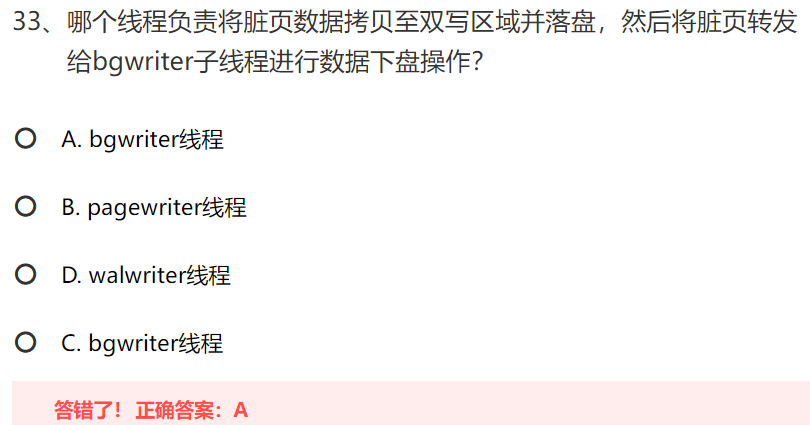 33、哪个线程负责将脏页数据拷贝至双写区域并落盘，然后将脏页转发
给bgwriter子线程进行数据下盘操作？
A. bgwriter线程
B. pagewriter线程
D. walwriter线程
C. bgwriter线程
答错了！ 正确答案：A